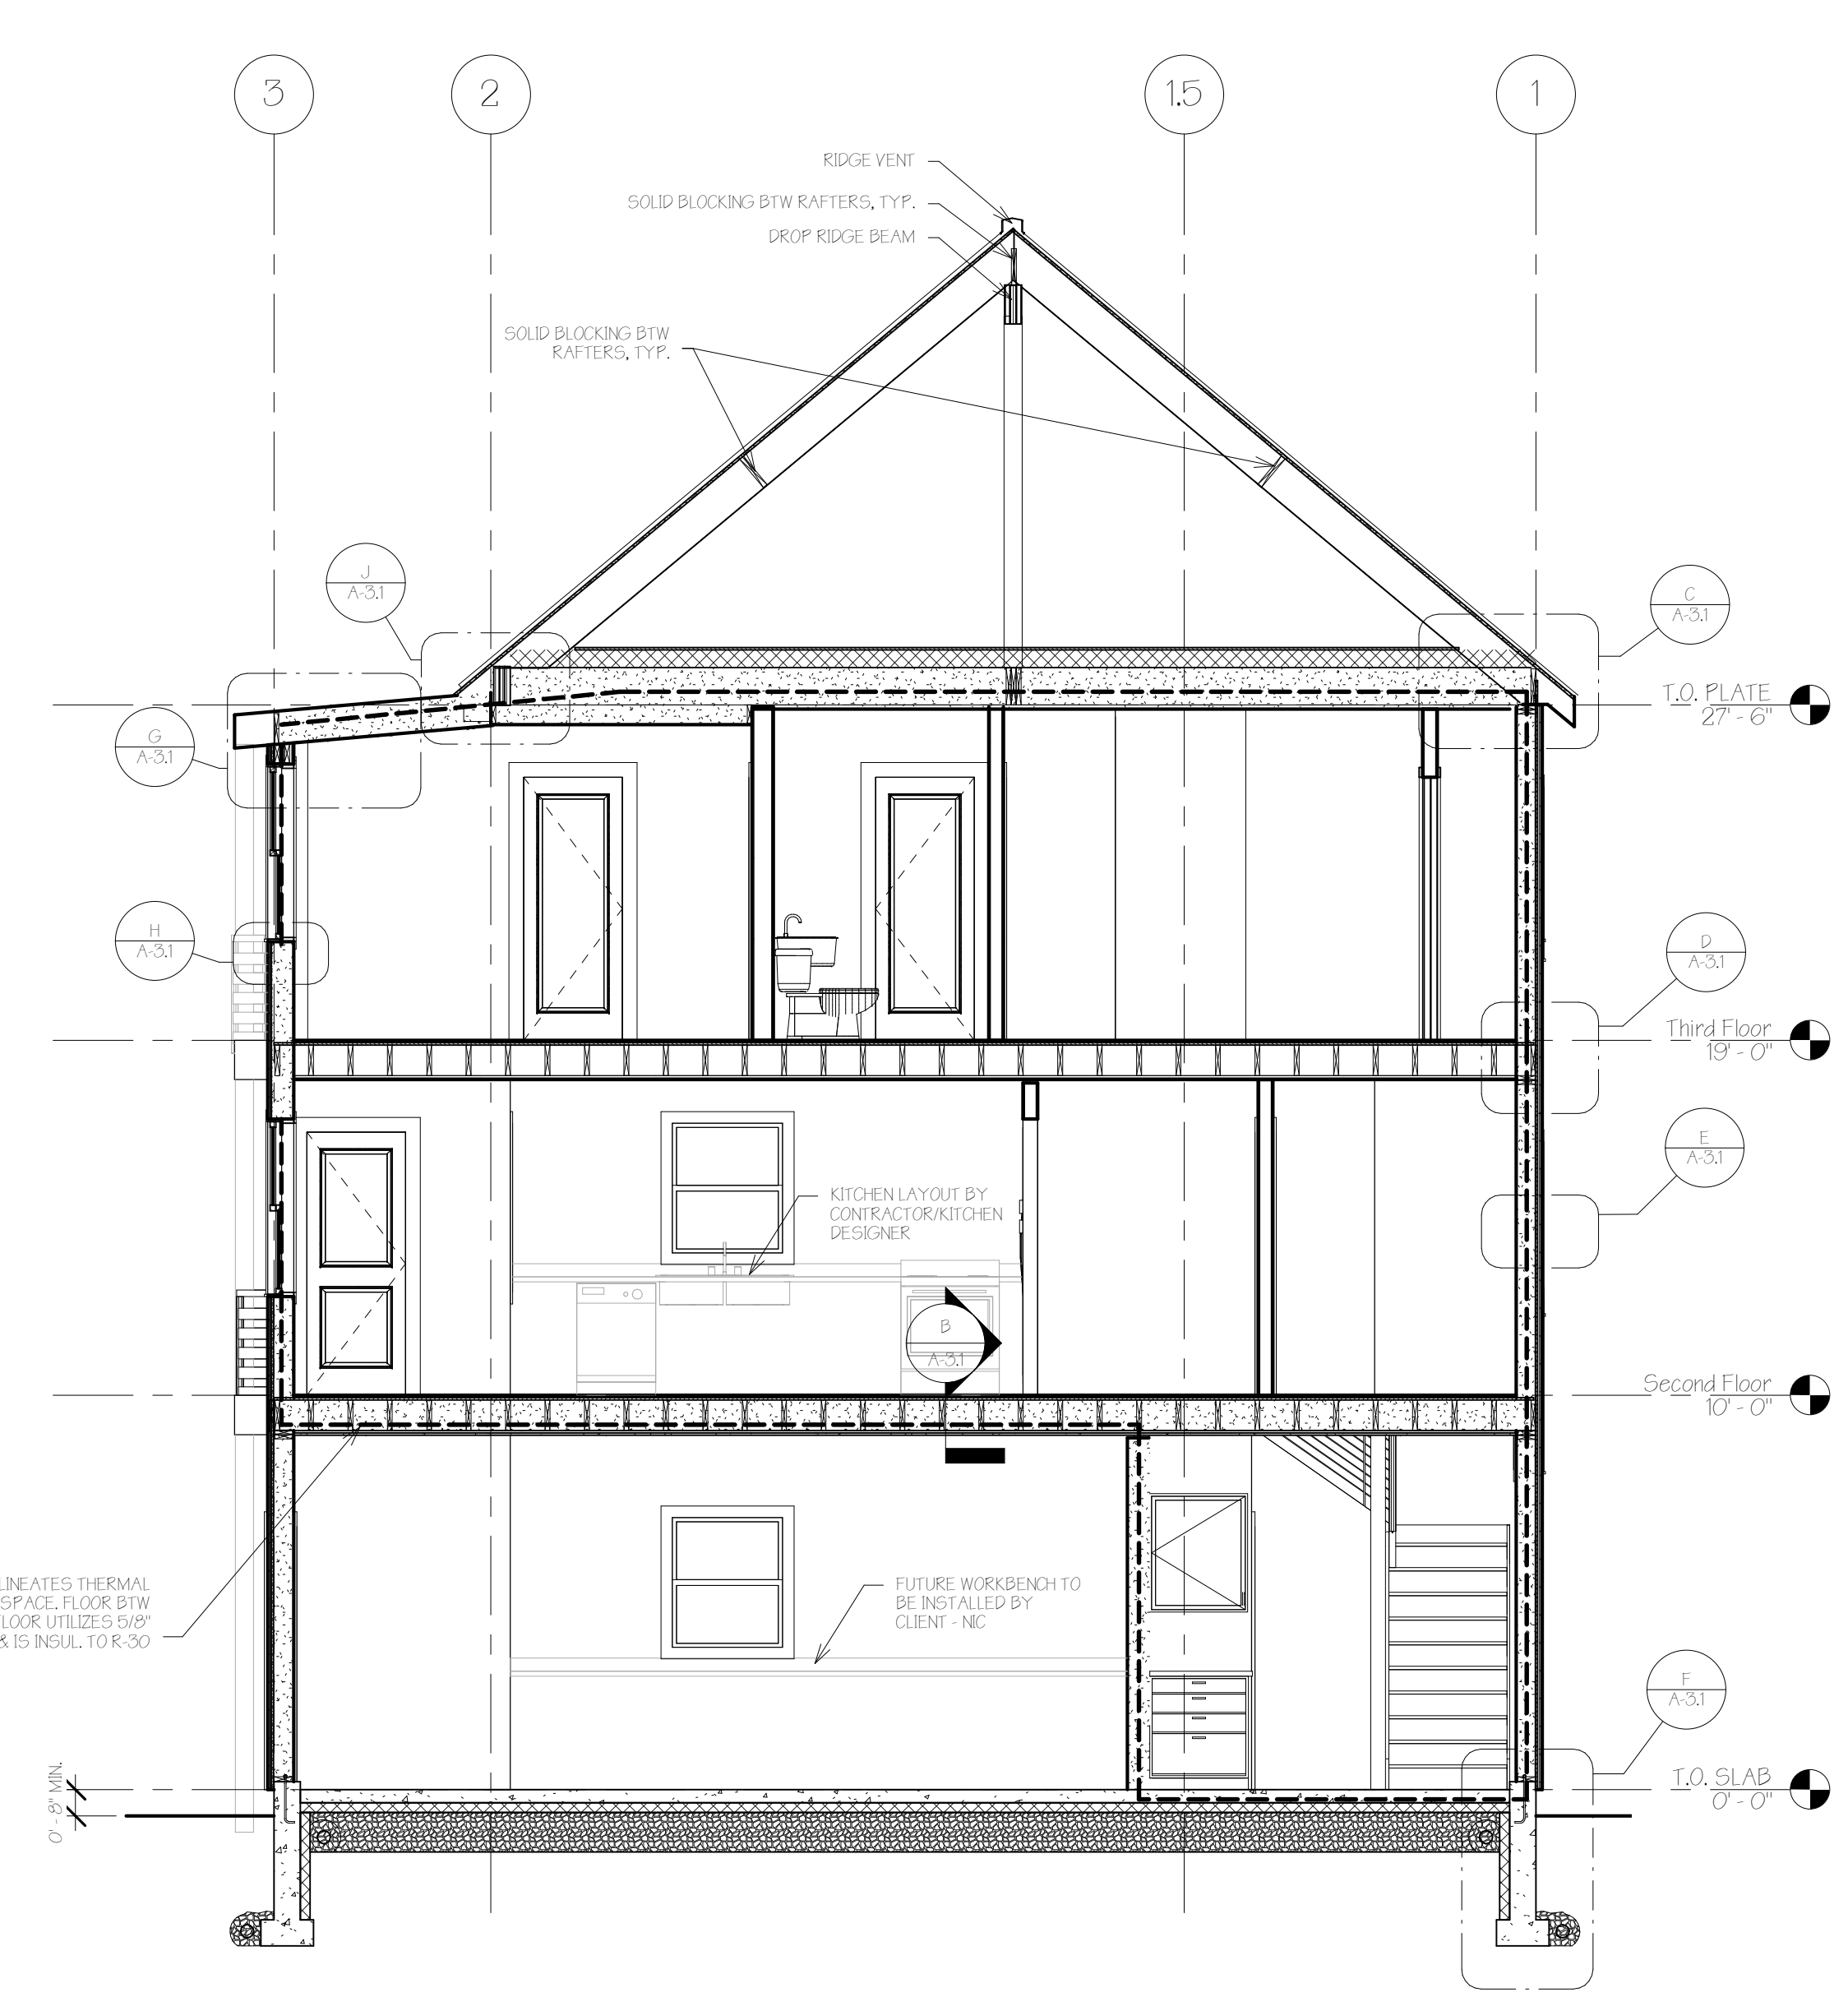 3
2
1.5
1
RIDGE VENT
SOLID BLOCKING BTW RAFTERS, TYP.
DROP RIDGE BEAM
SOLID BLOCKING BTW
RAFTERS, TYP.
J
A-3.1
C
A-3.1
G
A-3.1
T.O. PLATE
27' - 6"
H
A-3.1
D
A-3.1
Third Floor
19' - 0"
E
A-3.1
KITCHEN LAYOUT BY
CONTRACTOR/KITCHEN
DESIGNER
B
A-3.1
Second Floor
10' - 0"
LINEATES THERMAL
SPACE. FLOOR BTW
FLOOR UTILIZES 5/8"
& IS INSUL. TO R-30
FUTURE WORKBENCH TO
BE INSTALLED BY
CLIENT - NIC
F
A-3.1
0' - 8" MIN.
T.O. SLAB
0' - 0"